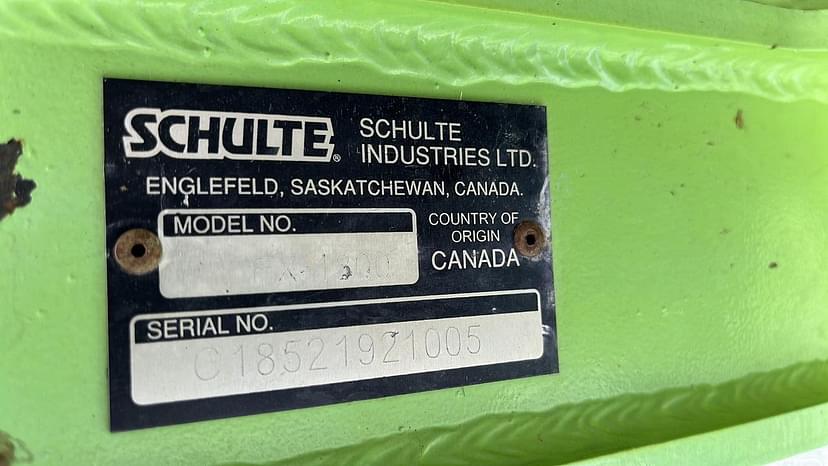 SCHULTE® SCHULTE
INDUSTRIES LTD.
ENGLEFELD, SASKATCHEWAN, CANADA.
MODEL NO.
COUNTRY OF
ORIGIN
CANADA
SERIAL NO.
C18521921005